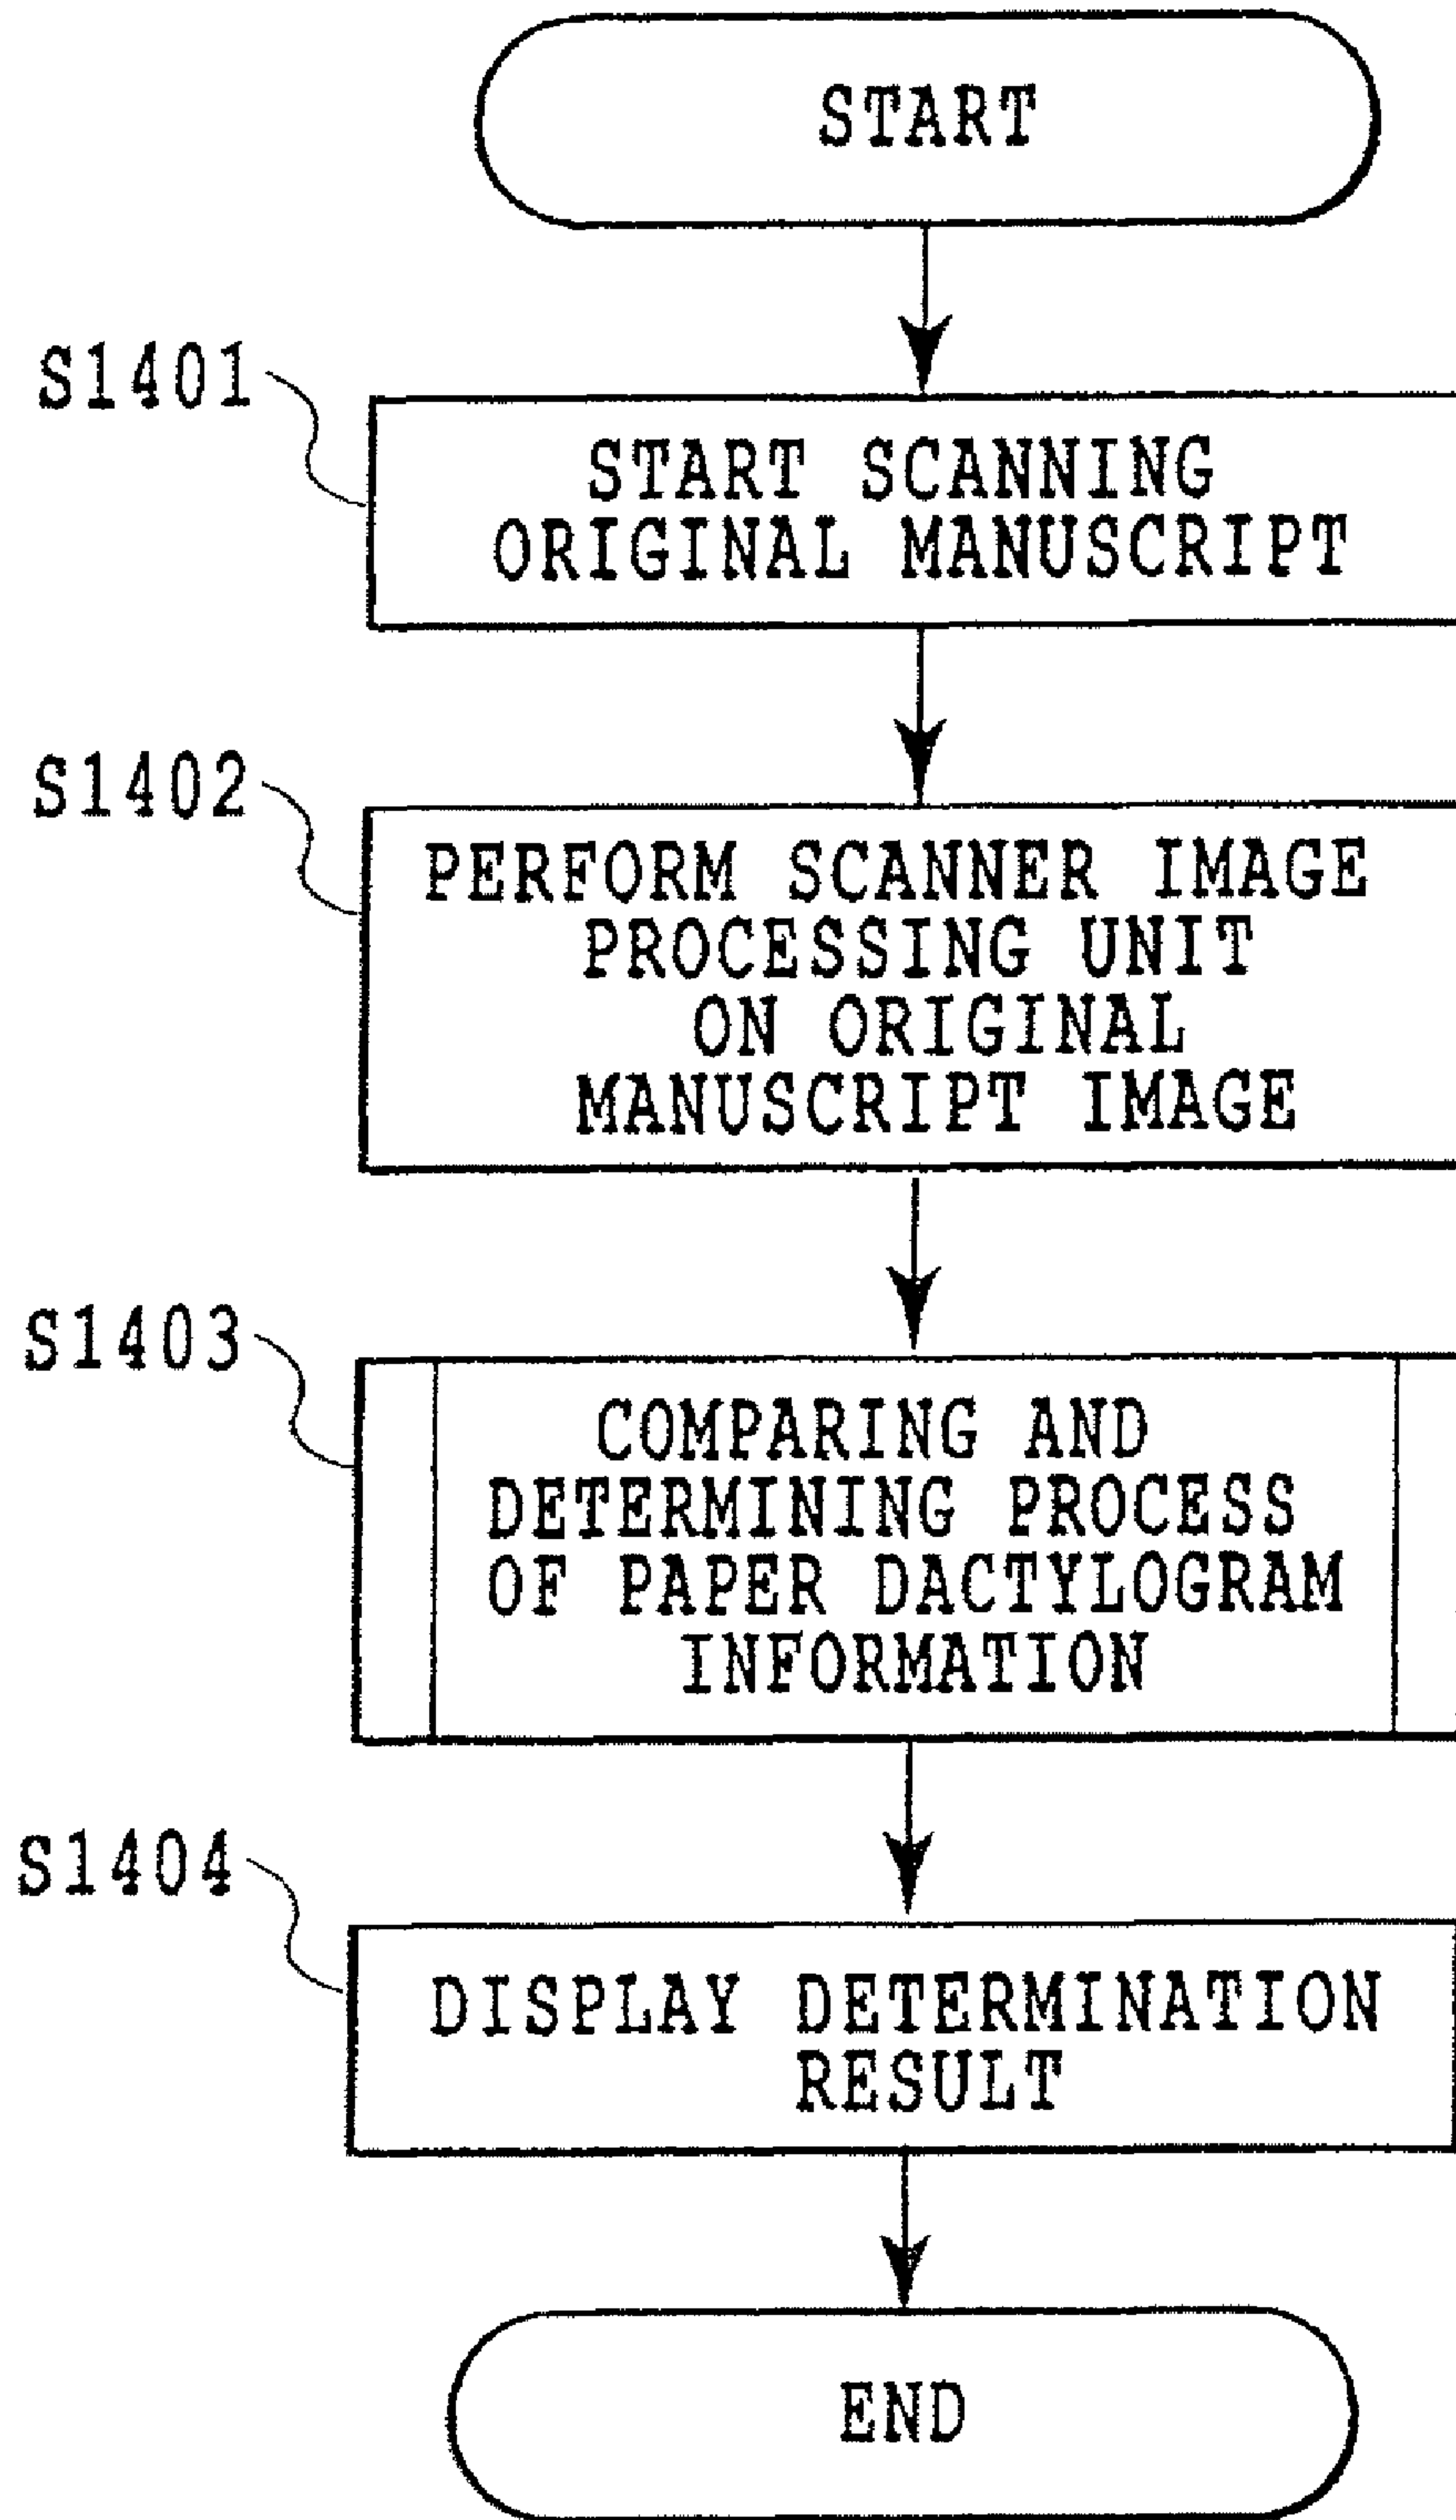 START
S1401
START SCANNING
ORIGINAL MANUSCRIPT
S1402
PERFORM SCANNER IMAGE
PROCESSING UNIT
ON ORIGINAL
MANUSCRIPT IMAGE
S1403
COMPARING AND
DETERMINING PROCESS
OF PAPER DACTYLOGRAM
INFORMATION
S1404
DISPLAY DETERMINATION
RESULT
END